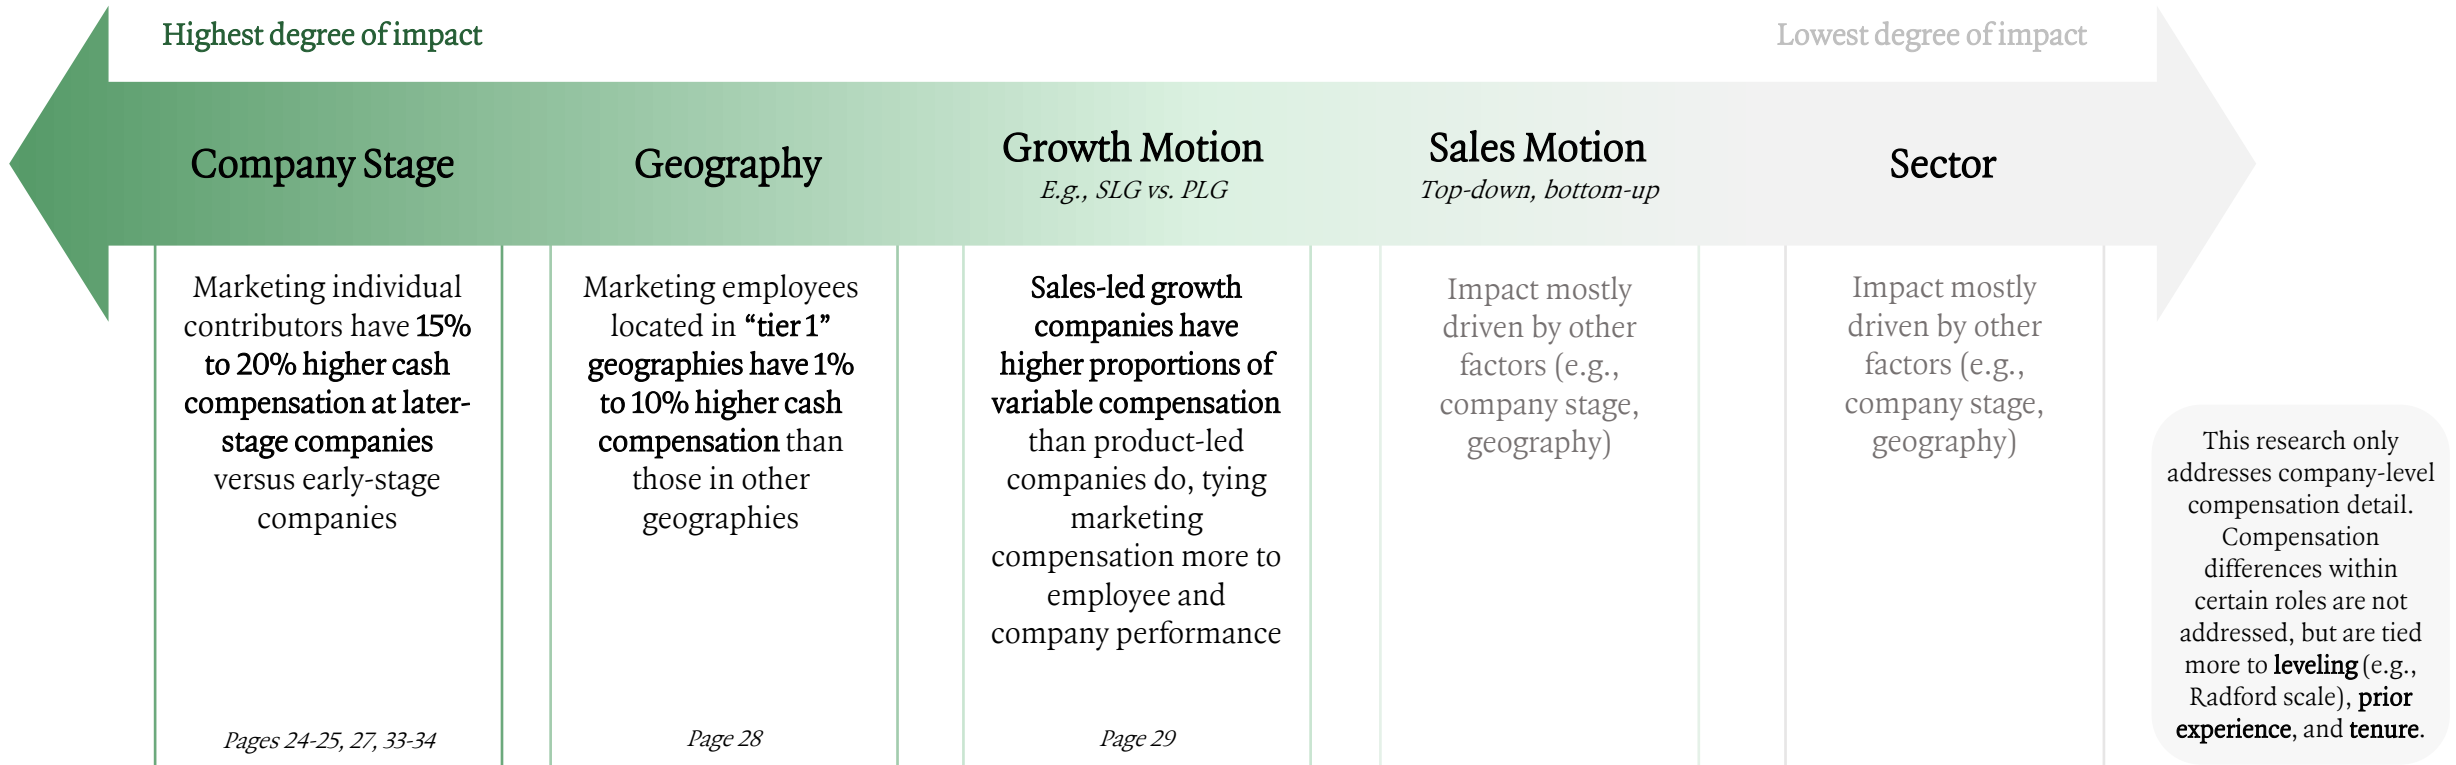 Highest degree of impact
Lowest degree of impact
Company Stage
Geography
Growth Motion
E.g., SLG vs. PLG
Sales Motion
Top-down, bottom-up
Sector
Marketing individual
contributors have 15%
to 20% higher cash
compensation at later-
stage companies
versus early-stage
companies
Pages 24-25, 27, 33-34
Marketing employees
located in “tier 1”
geographies have 1%
to 10% higher cash
compensation than
those in other
geographies
Page 28
Sales-led growth
companies have
higher proportions of
variable compensation
than product-led
companies do, tying
marketing
compensation more to
employee and
company performance
Page 29
Impact mostly
driven by other
factors (e.g.,
company stage,
geography)
Impact mostly
driven by other
factors (e.g.,
company stage,
geography)
This research only
addresses company-level
compensation detail.
Compensation
differences within
certain roles are not
addressed, but are tied
more to leveling (e.g.,
Radford scale), prior
experience, and tenure.